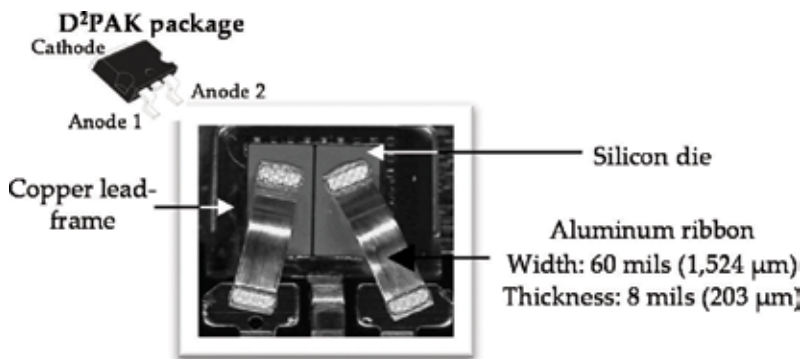 D²PAK package
Cathode
Anode 2
Anode 1
Silicon die
Copper lead-
frame
Aluminum ribbon
Width: 60 mils (1,524 µm)
Thickness: 8 mils (203 µm)